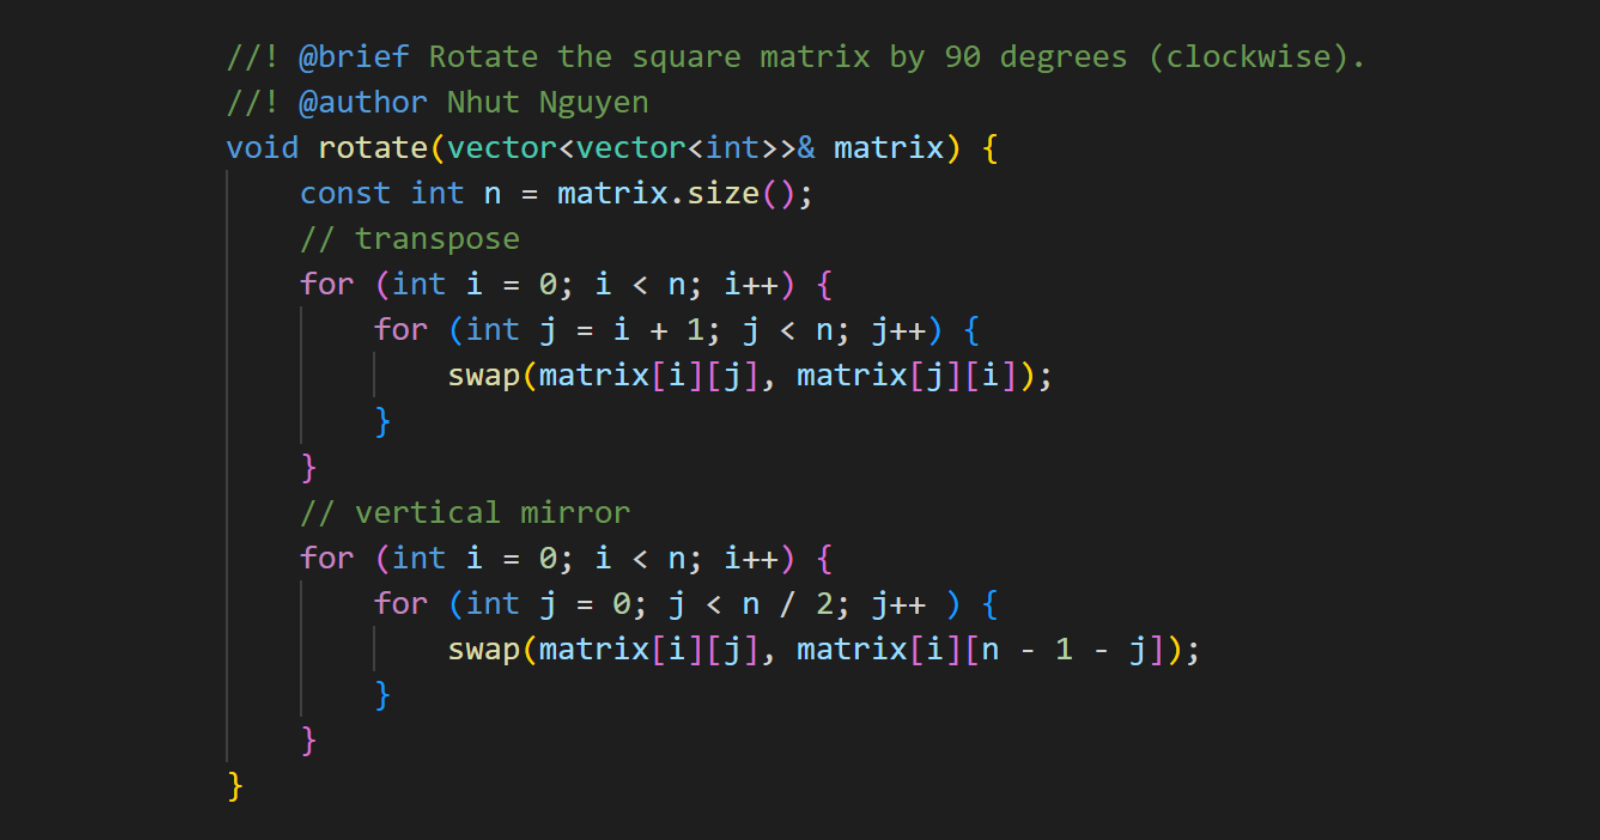 //! @brief Rotate the square matrix by 90 degrees (clockwise).
//! @author Nhut Nguyen
void rotate(vector<vector<int>>& matrix) {
    const int n = matrix.size();
    // transpose
    for (int i = 0; i < n; i++) {
        for (int j = i + 1; j < n; j++) {
            swap(matrix[i][j], matrix[j][i]);
        }
    }
    // vertical mirror
    for (int i = 0; i < n; i++) {
        for (int j = 0; j < n / 2; j++ ) {
            swap(matrix[i][j], matrix[i][n - 1 - j]);
        }
    }
}